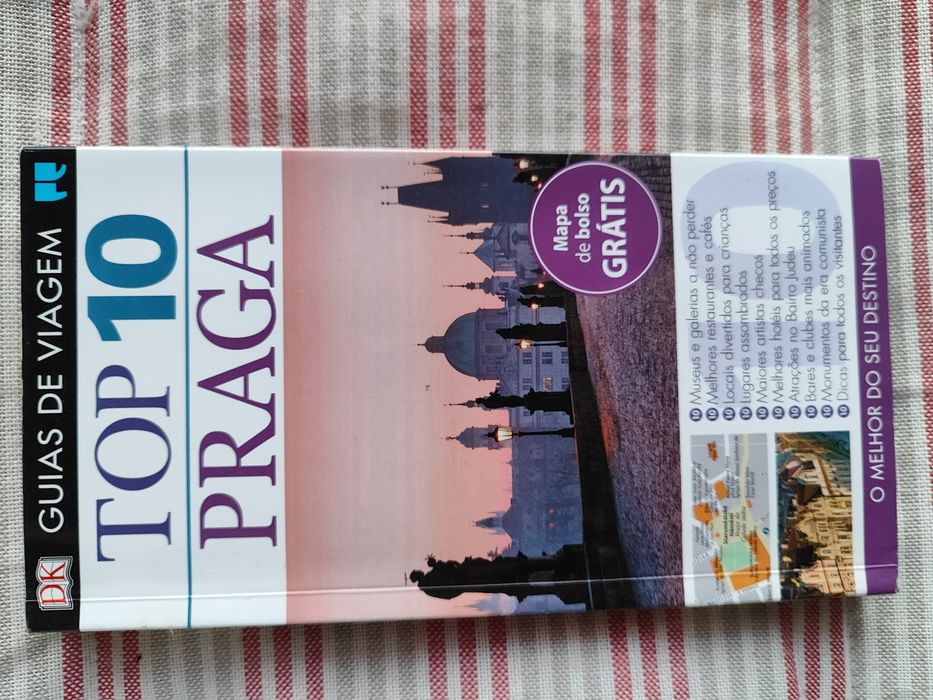 DK GUIAS DE VIAGEM
TOP 10
PRAGA
Mapa
de bolso
GRÁTIS
10 Museus e galerias a não perder
10 Melhores restaurantes e cafés
10 Locais divertidos para crianças
10 Lugares assombrados
10 Maiores artistas checos
10 Melhores hotéis para todos os preços
10 Atrações no Bairro Judeu
10 Bares e clubes mais animados
10 Monumentos da era comunista
10 Dicas para todos os visitantes
Staroměstské
Náměstí
O MELHOR DO SEU DESTINO